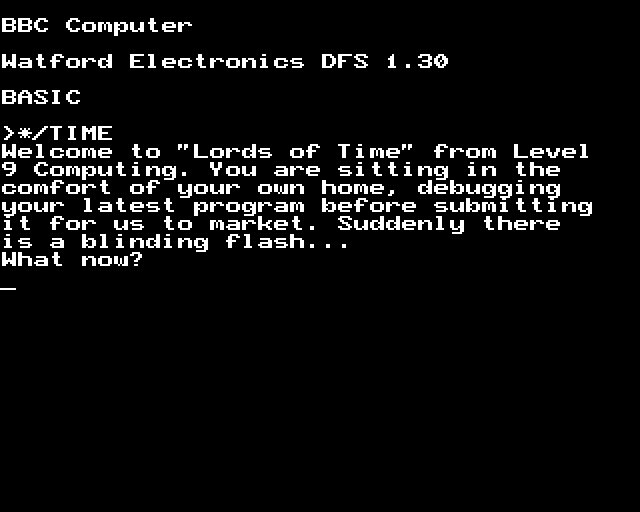 BBC Computer
Watford Electronics DFS 1.30
BASIC
>*/TIME
Welcome to "Lords of Time" from Level
9 Computing. You are sitting in the
comfort of your own home, debugging
your latest program before submitting
it for us to market. Suddenly there
is a blinding flash...
What now?
_